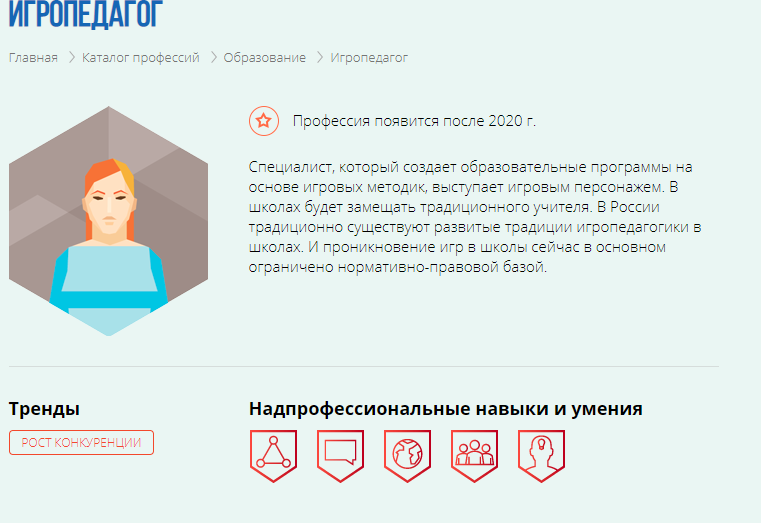 ИГРОПЕДАГОГ
Главная > Каталог профессий > Образование > Игропедагог
Профессия появится после 2020 г.
Специалист, который создает образовательные программы на
основе игровых методик, выступает игровым персонажем. В
школах будет замещать традиционного учителя. В России
традиционно существуют развитые традиции игропедагогики в
школах. И проникновение игр в школы сейчас в основном
ограничено нормативно-правовой базой.
Тренды
РОСТ КОНКУРЕНЦИИ
Надпрофессиональные навыки и умения